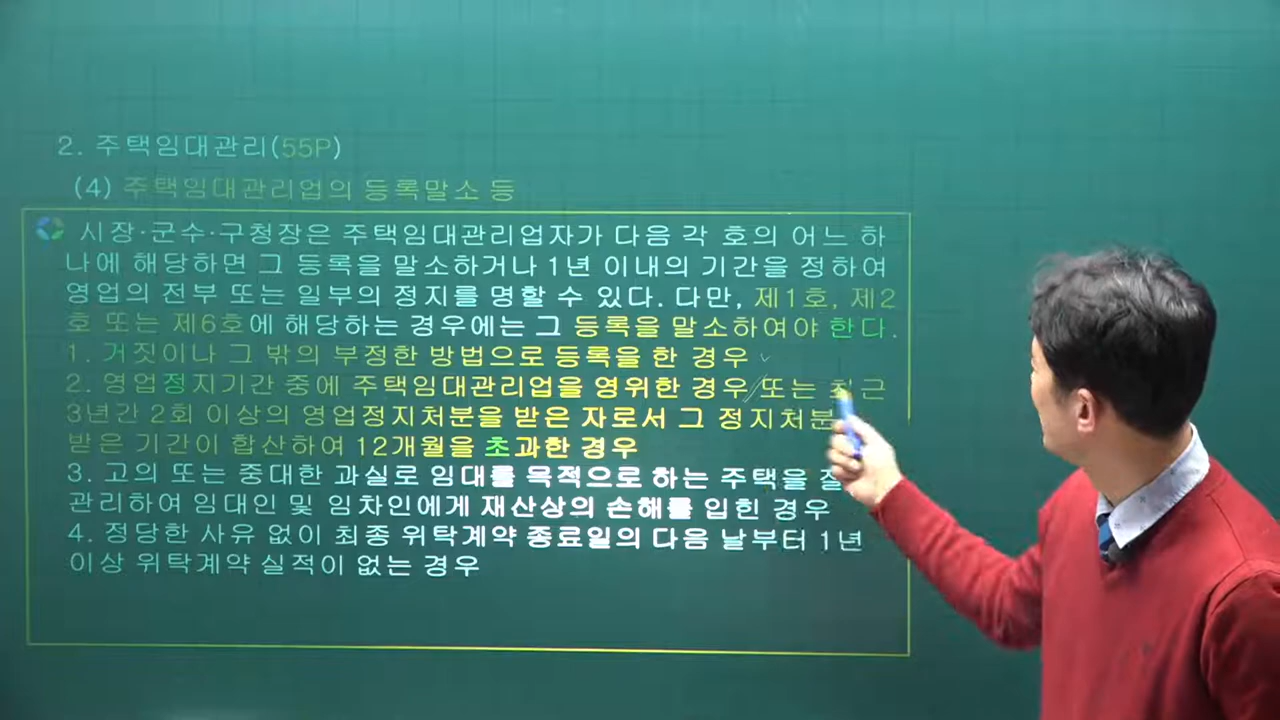 2. 주택임대관리(55P)
(4) 주택임대관리업의 등록말소 등
시장·군수·구청장은 주택임대관리업자가 다음 각 호의 어느 하
나에 해당하면 그 등록을 말소하거나 1년 이내의 기간을 정하여
영업의 전부 또는 일부의 정지를 명할 수 있다. 다만, 제1호, 제2
호 또는 제6호에 해당하는 경우에는 그 등록을 말소하여야 한다.
1. 거짓이나 그 밖의 부정한 방법으로 등록을 한 경우
2. 영업정지기간 중에 주택임대관리업을 영위한 경우 또는 최근
3년간 2회 이상의 영업정지처분을 받은 자로서 그 정지처분
받은 기간이 합산하여 12개월을 초과한 경우
3. 고의 또는 중대한 과실로 임대를 목적으로 하는 주택을
관리하여 임대인 및 임차인에게 재산상의 손해를 입힌 경우
4. 정당한 사유 없이 최종 위탁계약 종료일의 다음 날부터 1년
이상 위탁계약 실적이 없는 경우